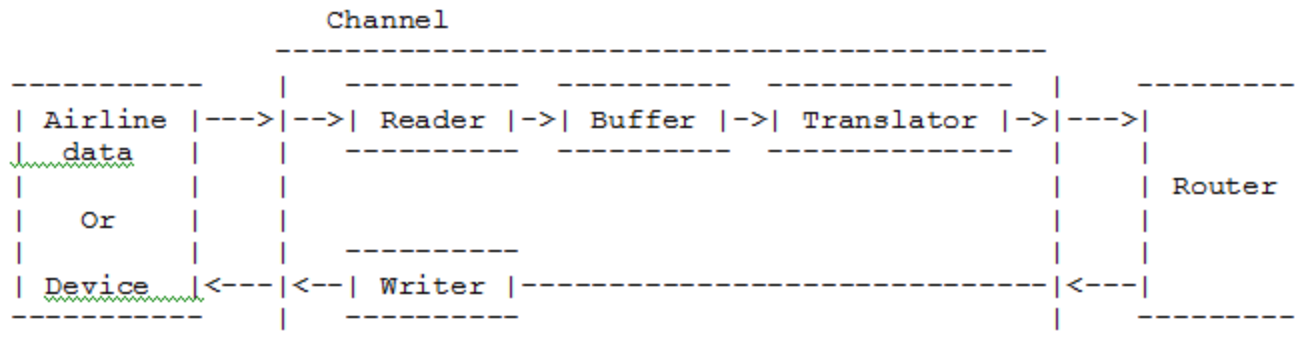 Channel
--------------------------------------------
-----------    |   ----------  ----------  --------------  |    ---------
| Airline |--->|-->| Reader |->| Buffer |->| Translator |->|--->|
|  data   |    |   ----------  ----------  --------------  |    |
|         |    |                                           |    | Router
|   Or    |    |                                           |    |
|         |    |   ----------                              |    |
| Device  |<---|<--| Writer |------------------------------|<---|
-----------    |   ----------                              |    ---------